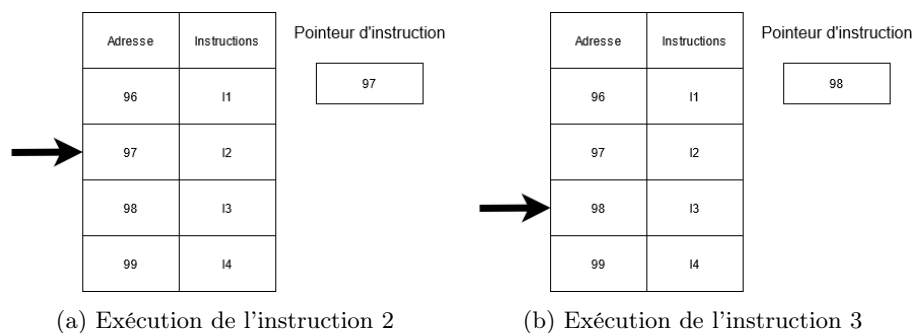 Adresse Instructions Pointeur d'instruction
96 I1 97
97 I2
98 I3
99 I4
(a) Exécution de l'instruction 2
Adresse Instructions Pointeur d'instruction
96 I1 98
97 I2
98 I3
99 I4
(b) Exécution de l'instruction 3